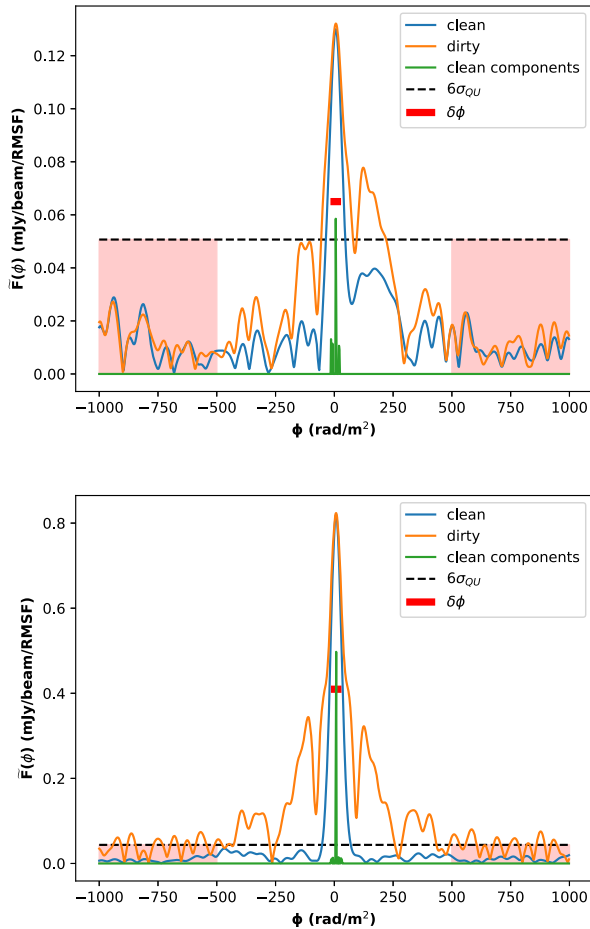 clean
dirty
clean components
6σ_QU
δϕ
0.12
0.10
0.08
0.06
0.04
0.02
0.00
F̃(ϕ) (mJy/beam/RMSF)
−1000 −750 −500 −250 0 250 500 750 1000
ϕ (rad/m²)
clean
dirty
clean components
6σ_QU
δϕ
0.8
0.6
0.4
0.2
0.0
F̃(ϕ) (mJy/beam/RMSF)
−1000 −750 −500 −250 0 250 500 750 1000
ϕ (rad/m²)